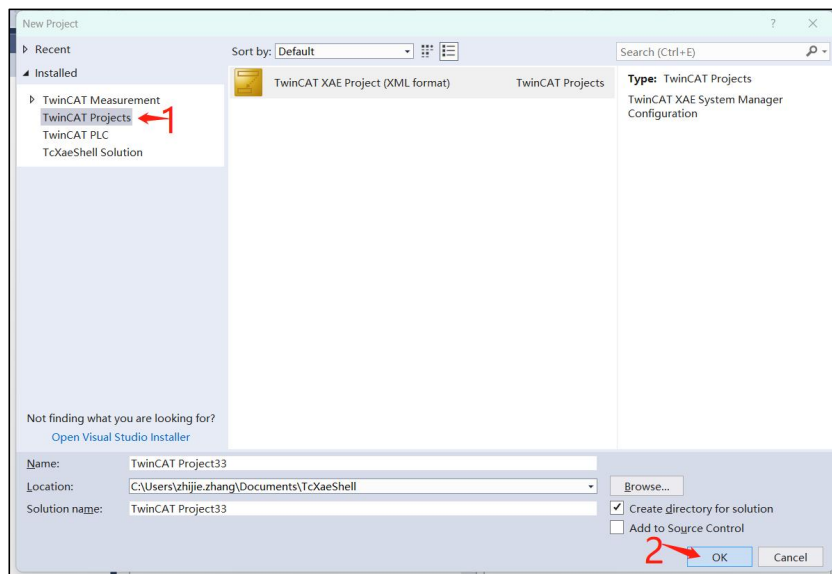 New Project
Recent
Sort by: Default
Search (Ctrl+E)
Installed
TwinCAT Measurement
TwinCAT Projects
TwinCAT PLC
TcXaeShell Solution
1
TwinCAT XAE Project (XML format) TwinCAT Projects
Type: TwinCAT Projects
TwinCAT XAE System Manager
Configuration
Not finding what you are looking for?
Open Visual Studio Installer
Name: TwinCAT Project33
Location: C:\Users\zhijie.zhang\Documents\TcXaeShell Browse...
Solution name: TwinCAT Project33
Create directory for solution
Add to Source Control
2 OK Cancel